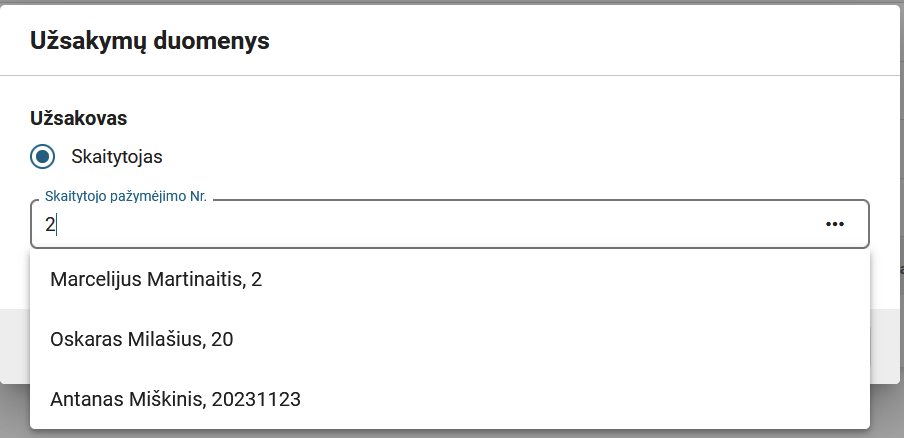 Užsakymų duomenys
Užsakovas
Skaitytojas
Skaitytojo pažymėjimo Nr.
2
Marcelijus Martinaitis, 2
Oskaras Milašius, 20
Antanas Miškinis, 20231123